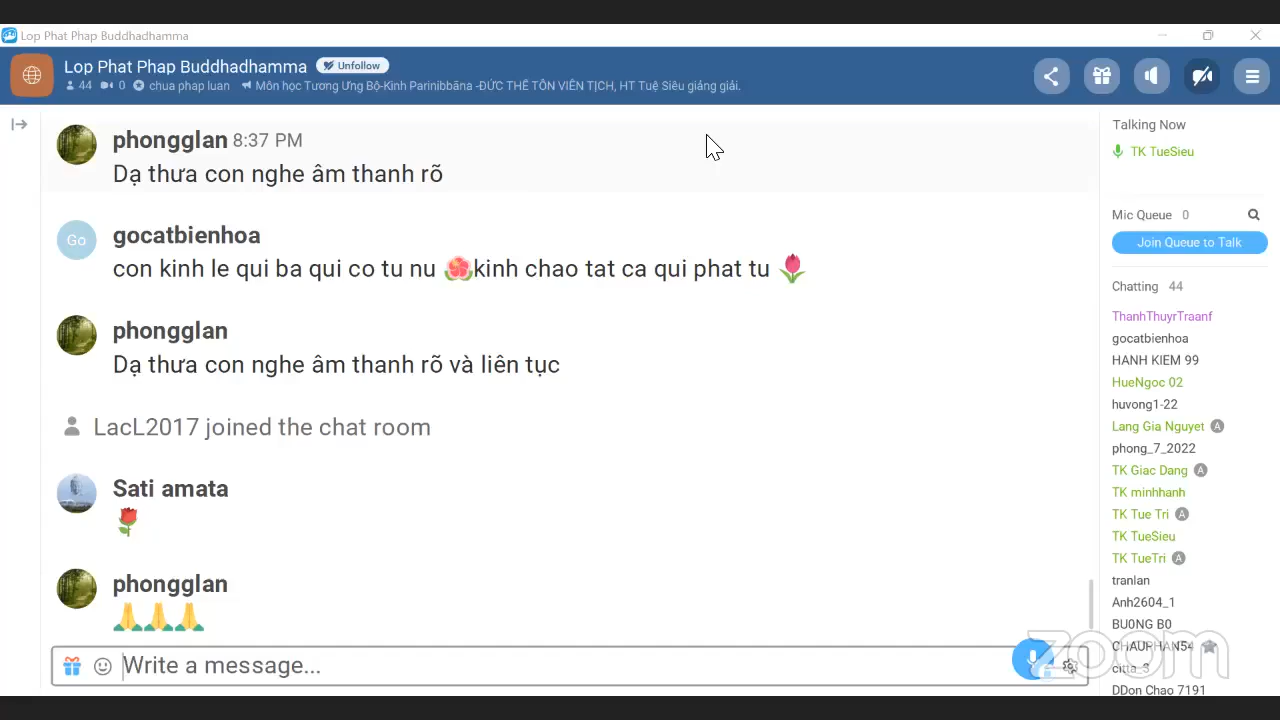 Lop Phat Phap Buddhadhamma
Lop Phat Phap Buddhadhamma Unfollow
44 0 chua phap luan Môn học Tương Ưng Bộ-Kinh Parinibbāna -ĐỨC THẾ TÔN VIÊN TỊCH, HT Tuệ Siêu giảng giải.
phongglan 8:37 PM
Dạ thưa con nghe âm thanh rõ
Go
gocatbienhoa
con kinh le qui ba qui co tu nu 🌺kinh chao tat ca qui phat tu 🌷
phongglan
Dạ thưa con nghe âm thanh rõ và liên tục
LacL2017 joined the chat room
Sati amata
🌹
phongglan
🙏🙏🙏
Write a message...
Talking Now
TK TueSieu
Mic Queue 0
Join Queue to Talk
Chatting 44
ThanhThuyrTraanf
gocatbienhoa
HANH KIEM 99
HueNgoc 02
huvong1-22
Lang Gia Nguyet A
phong_7_2022
TK Giac Dang A
TK minhhanh
TK Tue Tri A
TK TueSieu
TK TueTri A
tranlan
Anh2604_1
BU0NG B0
CHAUPHAN54
citta_3
DDon Chao 7191
zoom